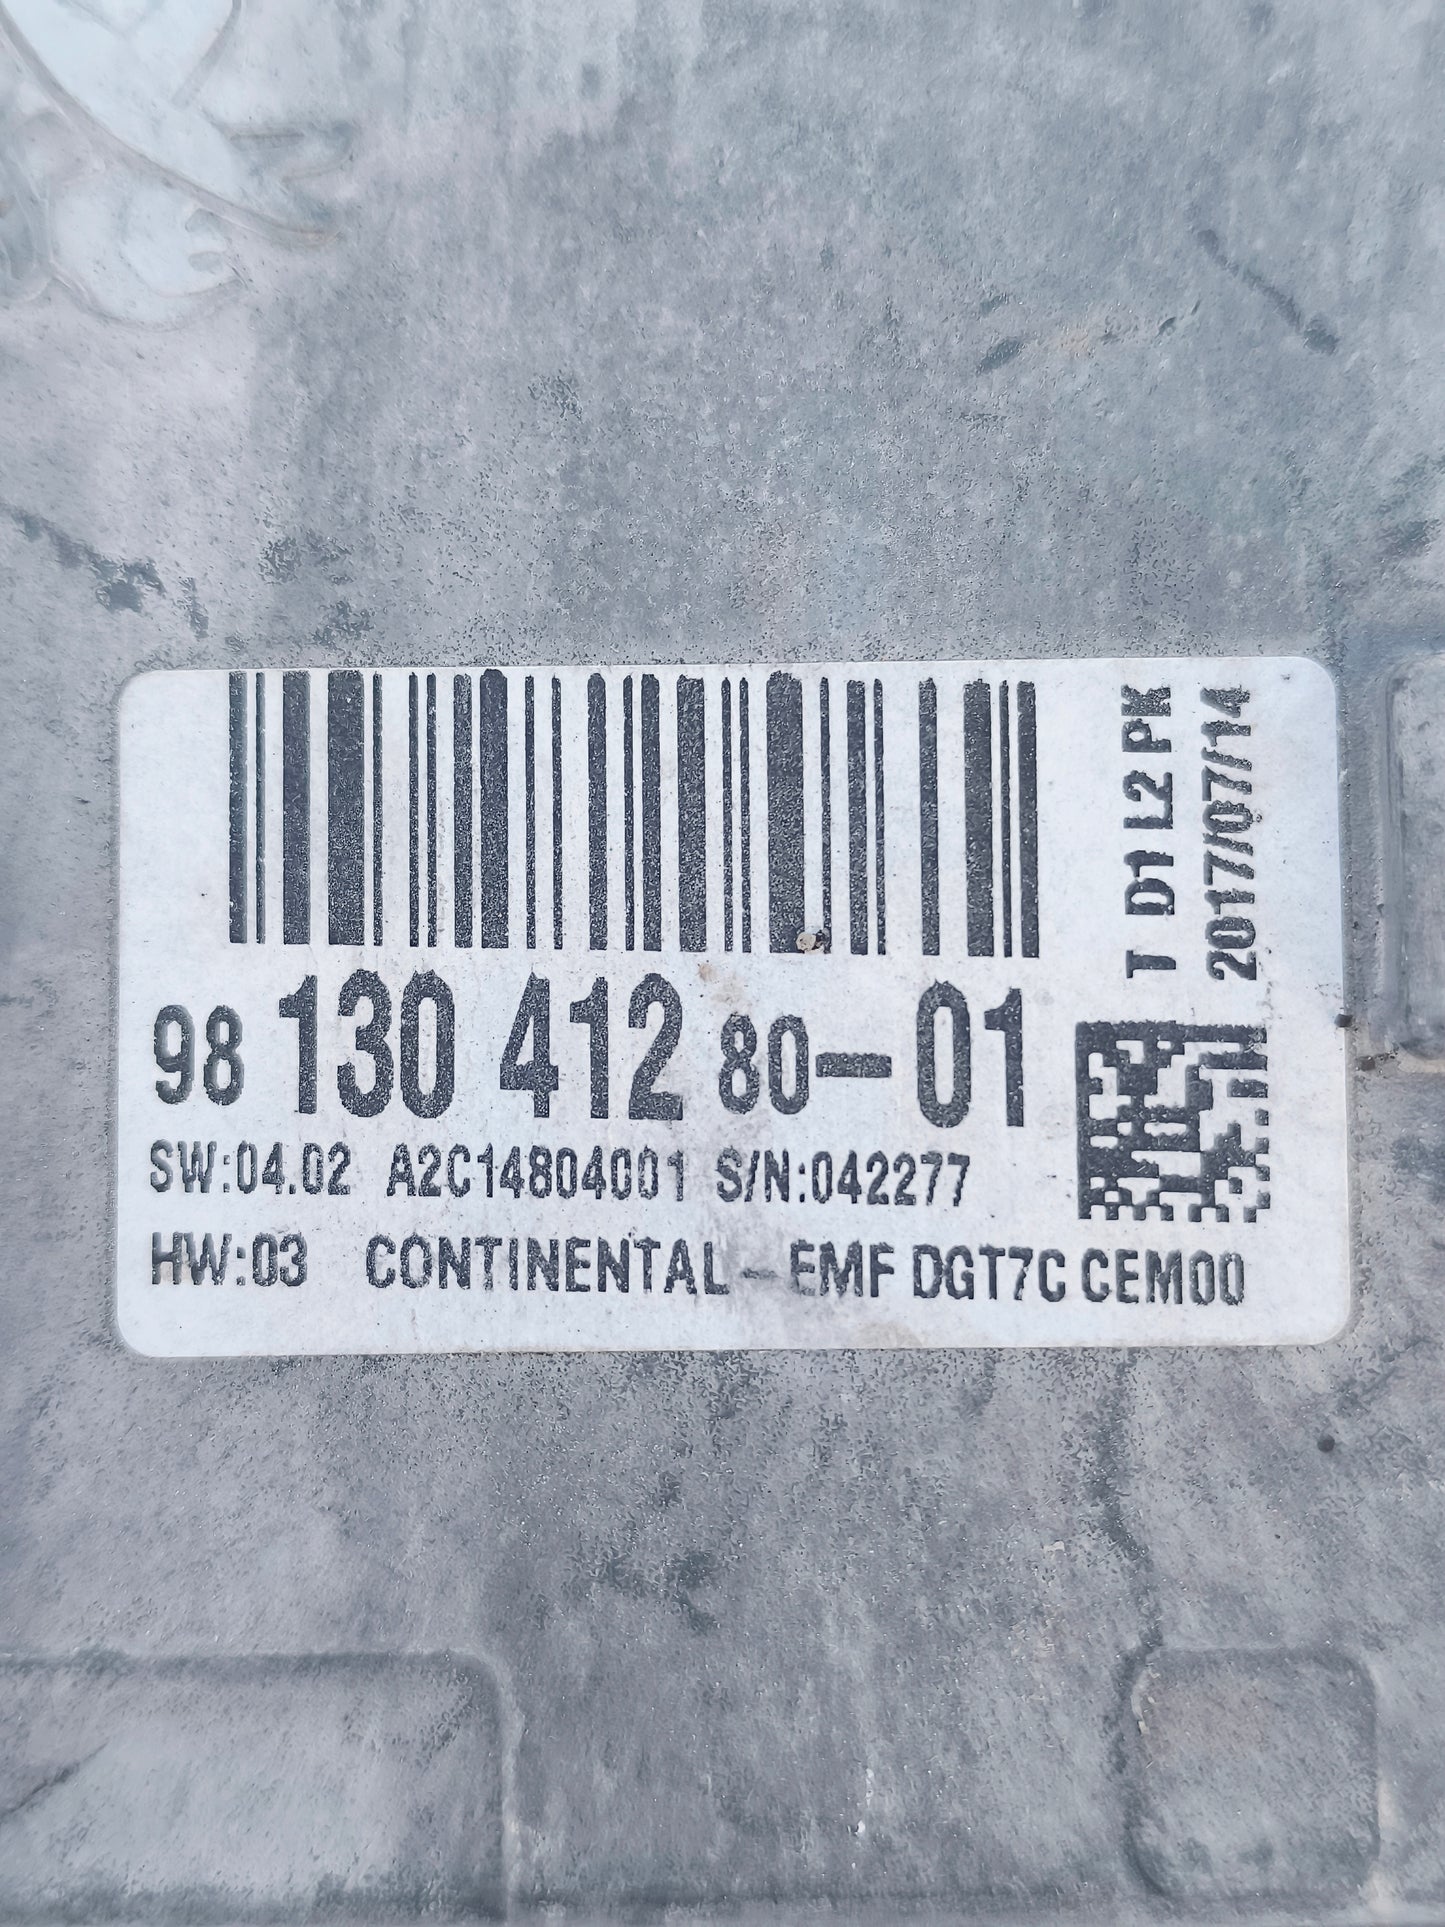 T D1 L2 PK
2017/07/14
98 130 412 80-01
SW:04.02 A2C14804001 S/N:042277
HW:03 CONTINENTAL - EMF DGT7C CEM00